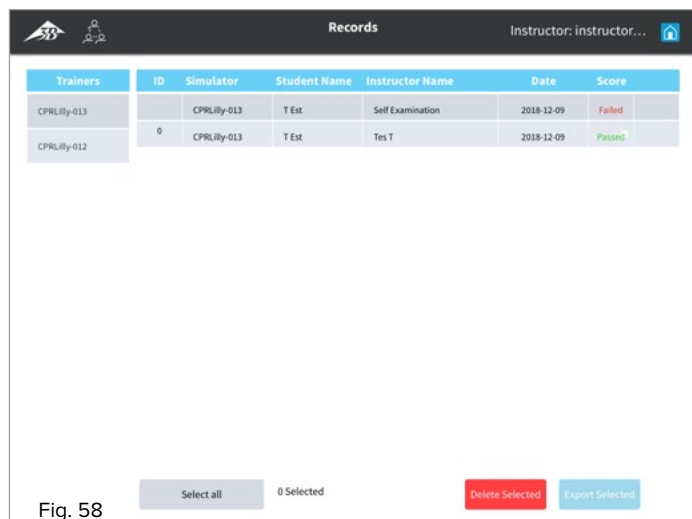 3B
Records
Instructor: instructor...
Trainers
CPRLilly-013
CPRLilly-012
ID Simulator Student Name Instructor Name Date Score
CPRLilly-013 T Est Self Examination 2018-12-09 Failed
0 CPRLilly-013 T Est Tes T 2018-12-09 Passed
Select all
0 Selected
Delete Selected
Export Selected
Fig. 58